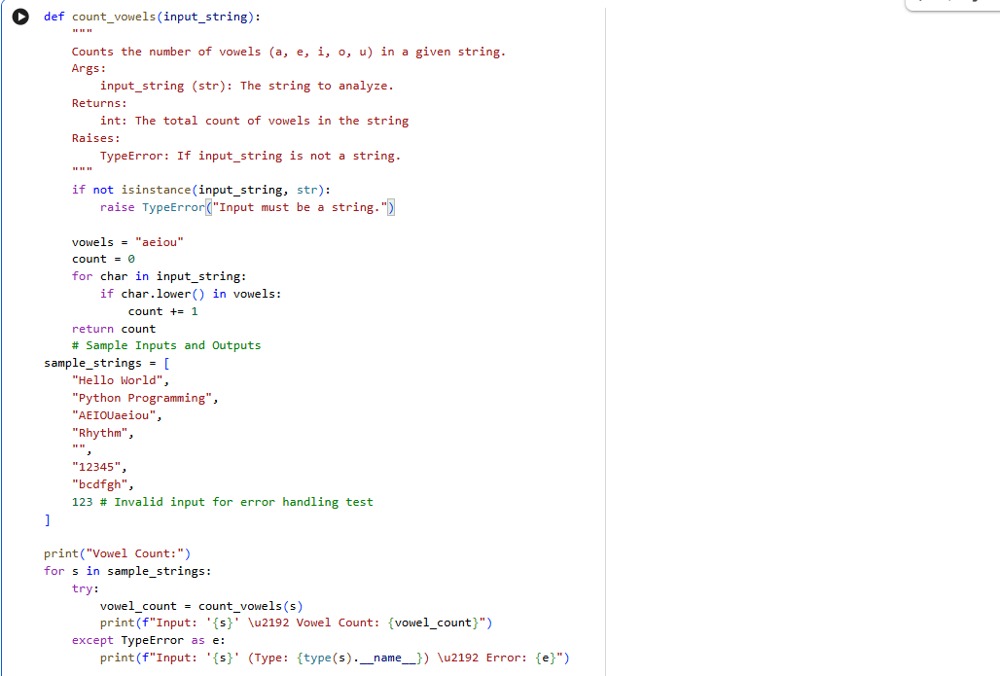 def count_vowels(input_string):
    """
    Counts the number of vowels (a, e, i, o, u) in a given string.
    Args:
        input_string (str): The string to analyze.
    Returns:
        int: The total count of vowels in the string
    Raises:
        TypeError: If input_string is not a string.
    """
    if not isinstance(input_string, str):
        raise TypeError("Input must be a string.")

    vowels = "aeiou"
    count = 0
    for char in input_string:
        if char.lower() in vowels:
            count += 1
    return count
    # Sample Inputs and Outputs
sample_strings = [
    "Hello World",
    "Python Programming",
    "AEIOUaeiou",
    "Rhythm",
    "",
    "12345",
    "bcdfgh",
    123 # Invalid input for error handling test
]

print("Vowel Count:")
for s in sample_strings:
    try:
        vowel_count = count_vowels(s)
        print(f"Input: '{s}' \u2192 Vowel Count: {vowel_count}")
    except TypeError as e:
        print(f"Input: '{s}' (Type: {type(s).__name__}) \u2192 Error: {e}")